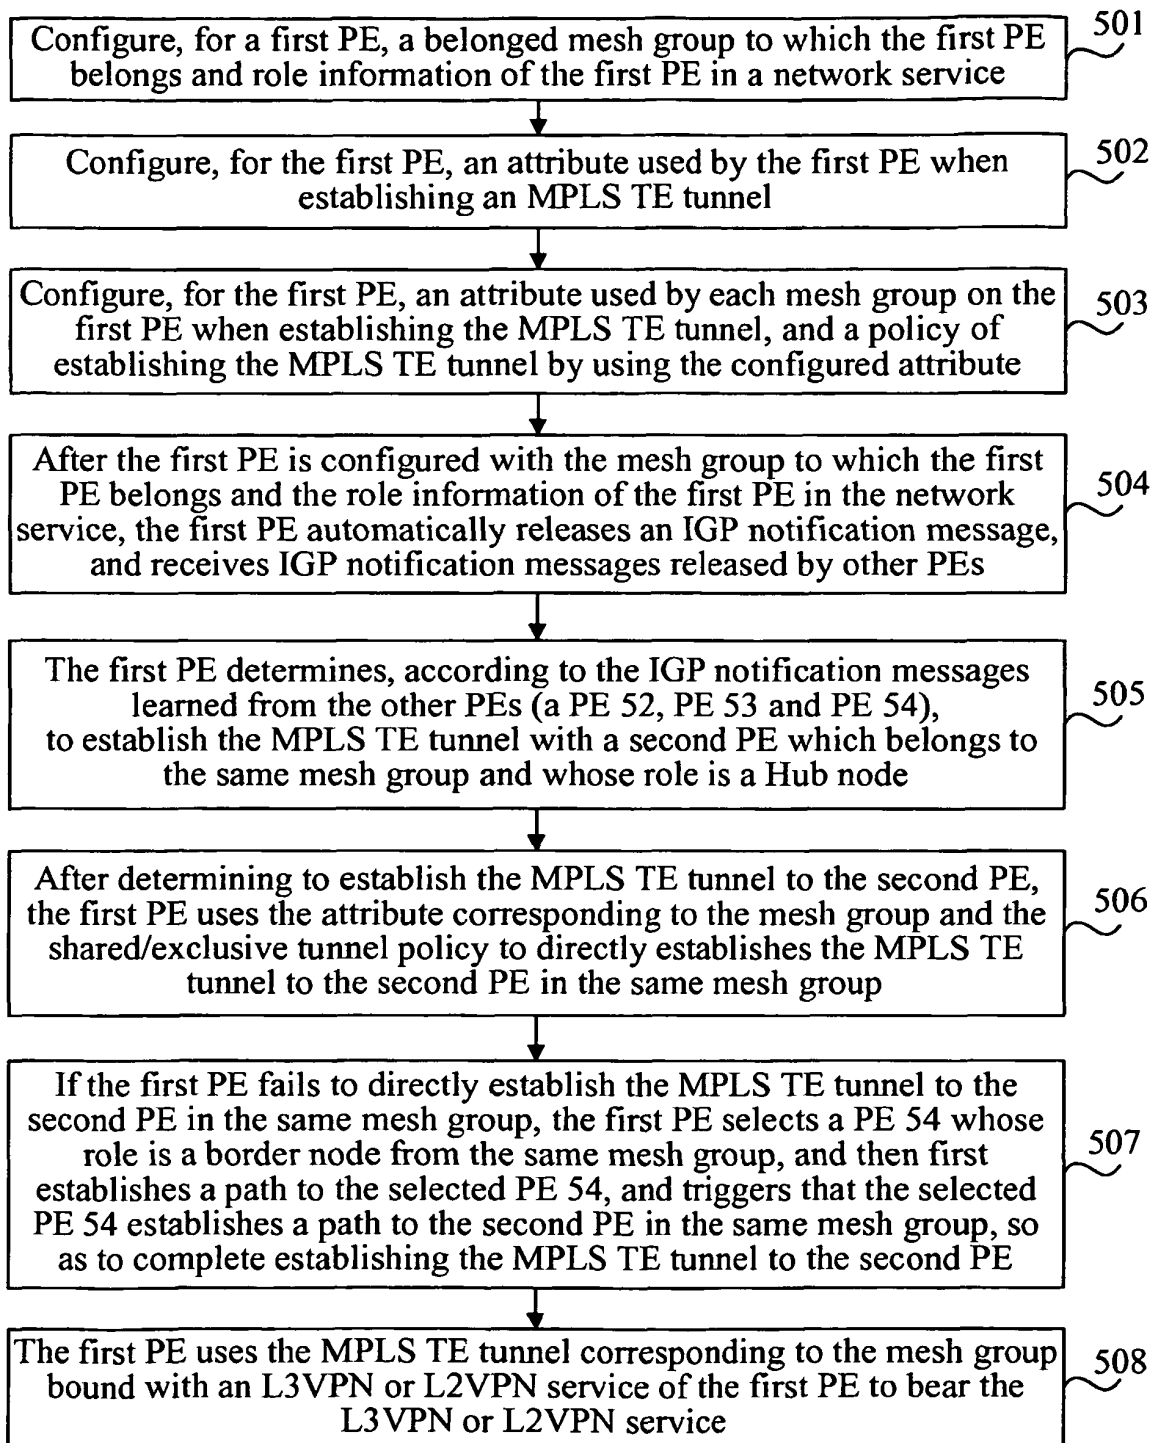 Configure, for a first PE, a belonged mesh group to which the first PE
belongs and role information of the first PE in a network service
501
Configure, for the first PE, an attribute used by the first PE when
establishing an MPLS TE tunnel
502
Configure, for the first PE, an attribute used by each mesh group on the
first PE when establishing the MPLS TE tunnel, and a policy of
establishing the MPLS TE tunnel by using the configured attribute
503
After the first PE is configured with the mesh group to which the first
PE belongs and the role information of the first PE in the network
service, the first PE automatically releases an IGP notification message,
and receives IGP notification messages released by other PEs
504
The first PE determines, according to the IGP notification messages
learned from the other PEs (a PE 52, PE 53 and PE 54),
to establish the MPLS TE tunnel with a second PE which belongs to
the same mesh group and whose role is a Hub node
505
After determining to establish the MPLS TE tunnel to the second PE,
the first PE uses the attribute corresponding to the mesh group and the
shared/exclusive tunnel policy to directly establishes the MPLS TE
tunnel to the second PE in the same mesh group
506
If the first PE fails to directly establish the MPLS TE tunnel to the
second PE in the same mesh group, the first PE selects a PE 54 whose
role is a border node from the same mesh group, and then first
establishes a path to the selected PE 54, and triggers that the selected
PE 54 establishes a path to the second PE in the same mesh group, so
as to complete establishing the MPLS TE tunnel to the second PE
507
The first PE uses the MPLS TE tunnel corresponding to the mesh group
bound with an L3VPN or L2VPN service of the first PE to bear the
L3VPN or L2VPN service
508